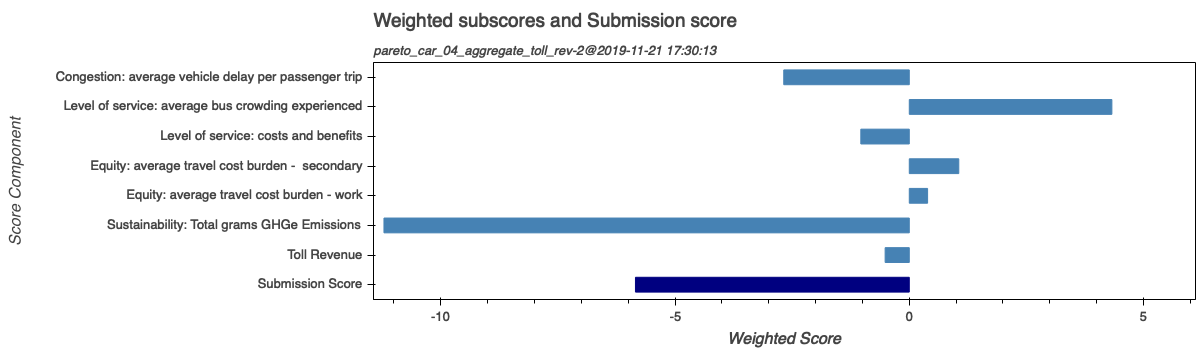 Weighted subscores and Submission score
pareto_car_04_aggregate_toll_rev-2@2019-11-21 17:30:13
Score Component
Congestion: average vehicle delay per passenger trip
Level of service: average bus crowding experienced
Level of service: costs and benefits
Equity: average travel cost burden -  secondary
Equity: average travel cost burden - work
Sustainability: Total grams GHGe Emissions
Toll Revenue
Submission Score
-10 -5 0 5
Weighted Score